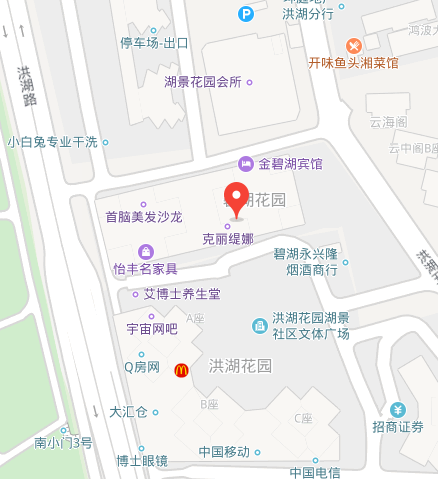 洪湖分行
停车场-出口
开味鱼头湘菜馆
洪湖路
湖景花园会所
云海阁
小白兔专业干洗
云中阁B座
金碧湖宾馆
湖花园
首脑美发沙龙
克丽缇娜
碧湖永兴隆
烟酒商行
怡丰名家具
艾博士养生堂
A座
宇宙网吧
洪湖花园湖景
社区文体广场
Q房网
洪湖花园
大汇仓
B座
C座
招商证券
南小门3号
中国移动
博士眼镜
中国电信